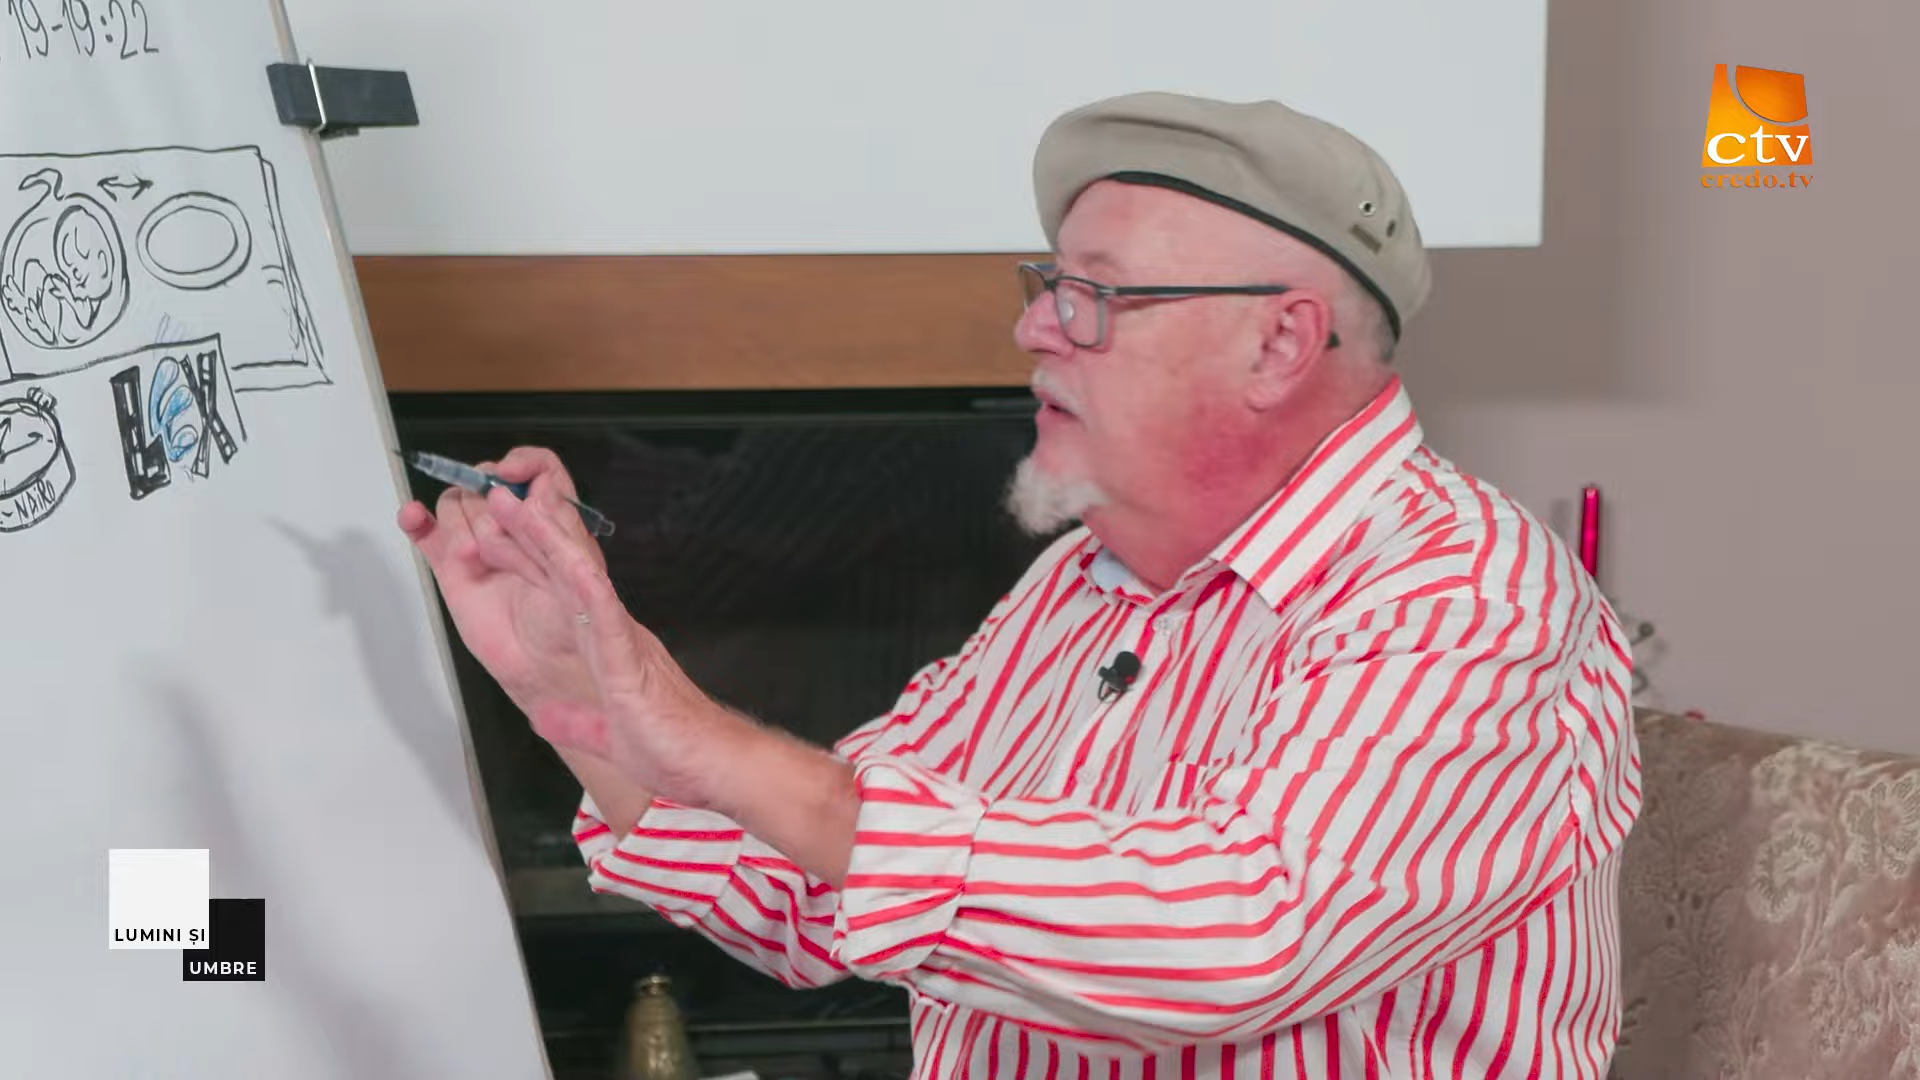 19-19:22
LEX
-NAiRO
ctv
credo.tv
LUMINI ȘI
UMBRE